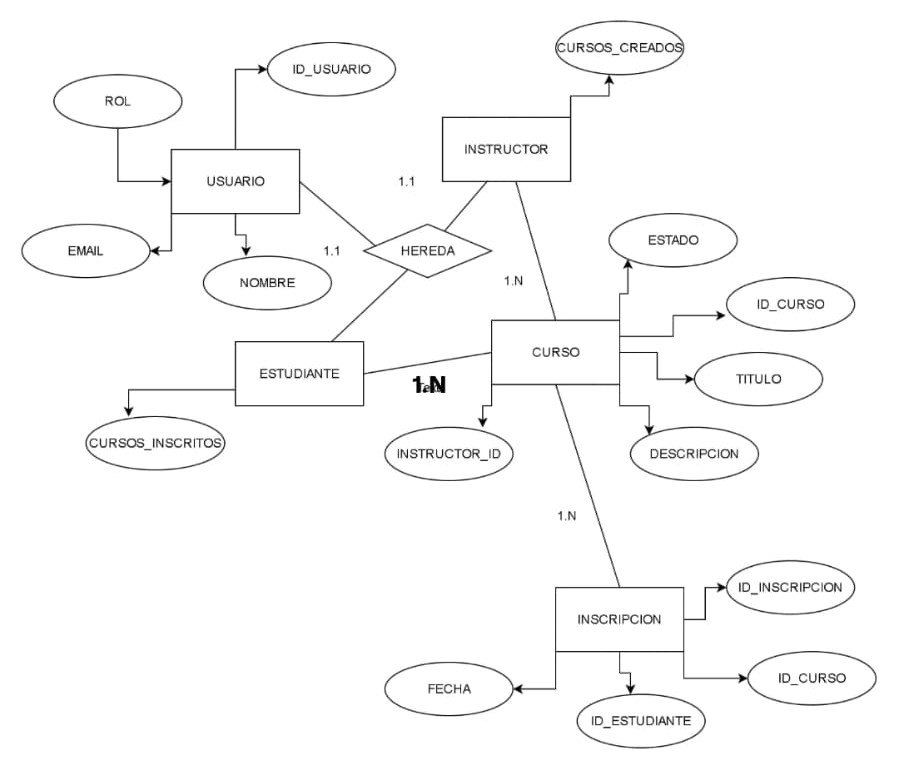 CURSOS_CREADOS
ID_USUARIO
ROL
INSTRUCTOR
USUARIO
1.1
ESTADO
EMAIL
1.1
HEREDA
NOMBRE
1.N
ID_CURSO
CURSO
ESTUDIANTE
TITULO
1.N
CURSOS_INSCRITOS
INSTRUCTOR_ID
DESCRIPCION
1.N
ID_INSCRIPCION
INSCRIPCION
ID_CURSO
FECHA
ID_ESTUDIANTE